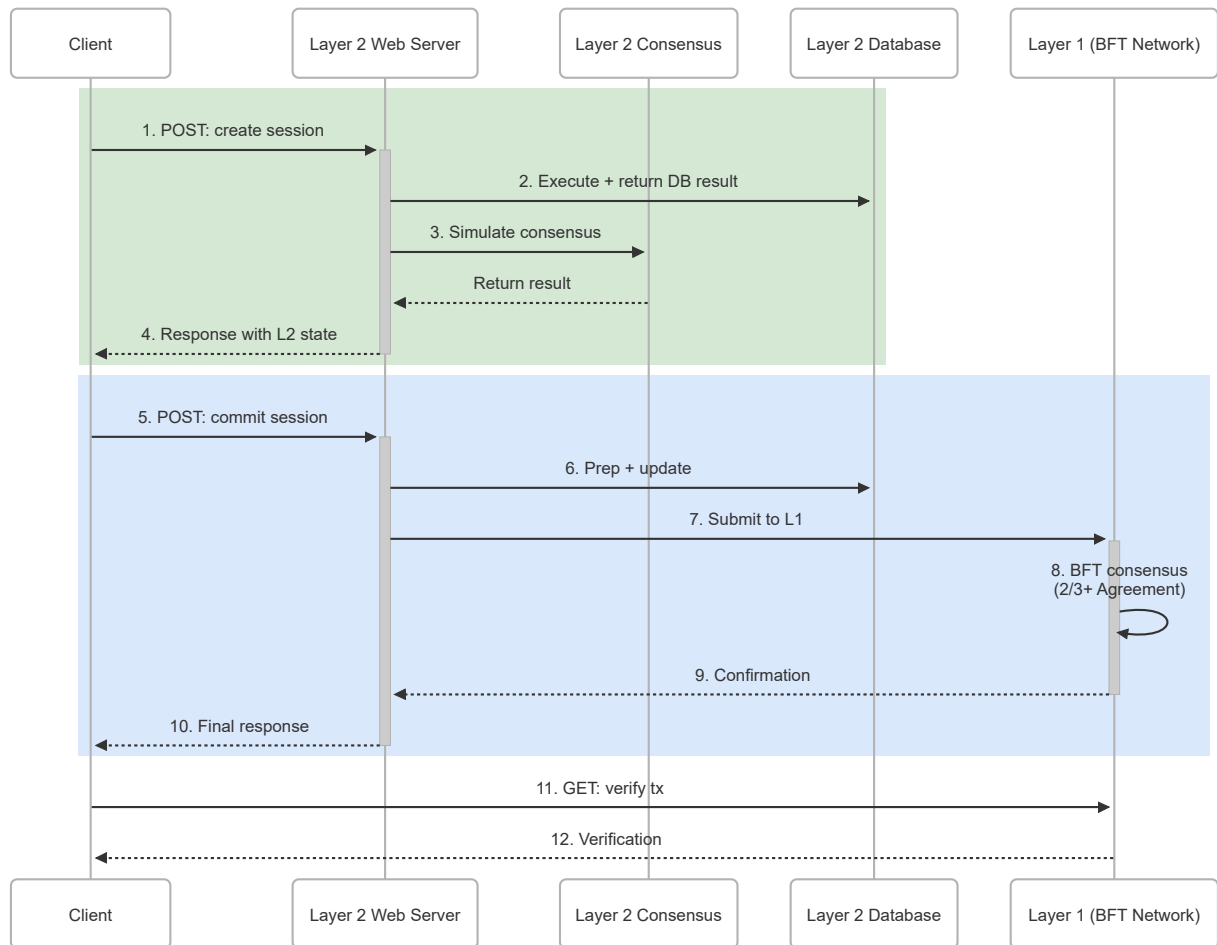 Client
Layer 2 Web Server
Layer 2 Consensus
Layer 2 Database
Layer 1 (BFT Network)
1. POST: create session
2. Execute + return DB result
3. Simulate consensus
Return result
4. Response with L2 state
5. POST: commit session
6. Prep + update
7. Submit to L1
8. BFT consensus
(2/3+ Agreement)
9. Confirmation
10. Final response
11. GET: verify tx
12. Verification
Client
Layer 2 Web Server
Layer 2 Consensus
Layer 2 Database
Layer 1 (BFT Network)